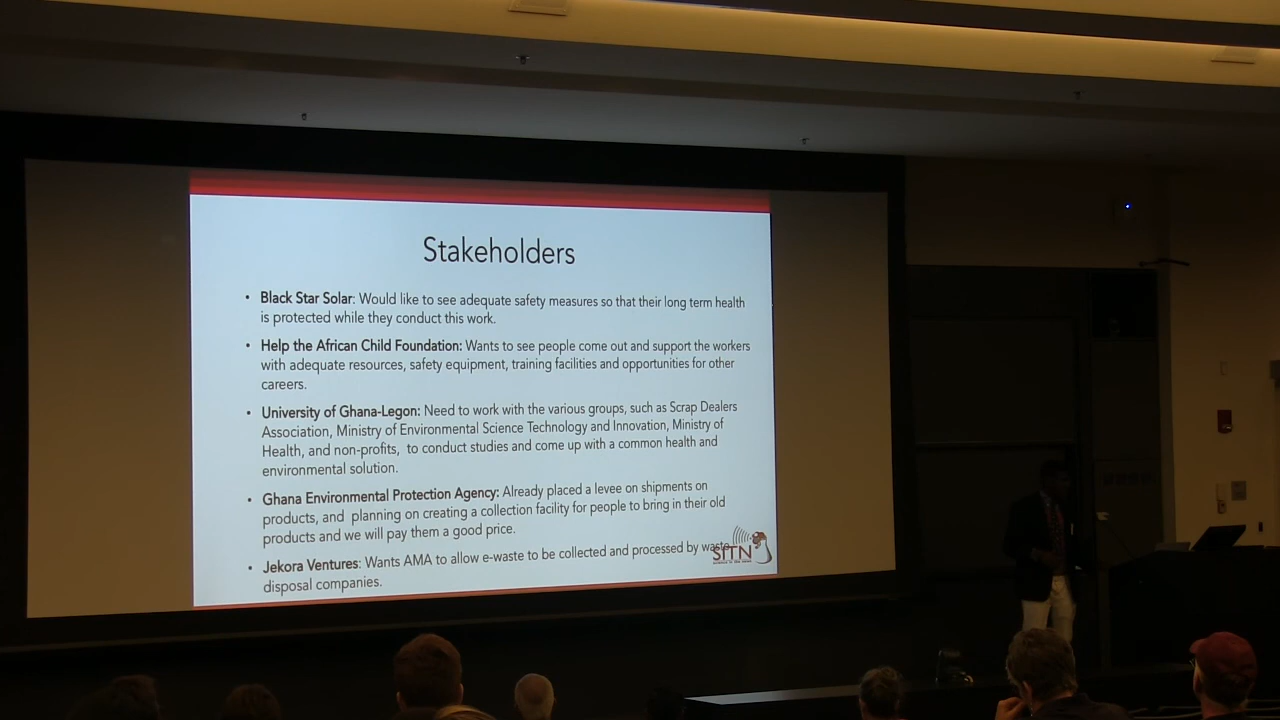 Stakeholders
• Black Star Solar: Would like to see adequate safety measures so that their long term health
is protected while they conduct this work.
• Help the African Child Foundation: Wants to see people come out and support the workers
with adequate resources, safety equipment, training facilities and opportunities for other
careers.
• University of Ghana-Legon: Need to work with the various groups, such as Scrap Dealers
Association, Ministry of Environmental Science Technology and Innovation, Ministry of
Health, and non-profits, to conduct studies and come up with a common health and
environmental solution.
• Ghana Environmental Protection Agency: Already placed a levee on shipments on
products, and planning on creating a collection facility for people to bring in their old
products and we will pay them a good price.
• Jekora Ventures: Wants AMA to allow e-waste to be collected and processed by waste
disposal companies.
SITN